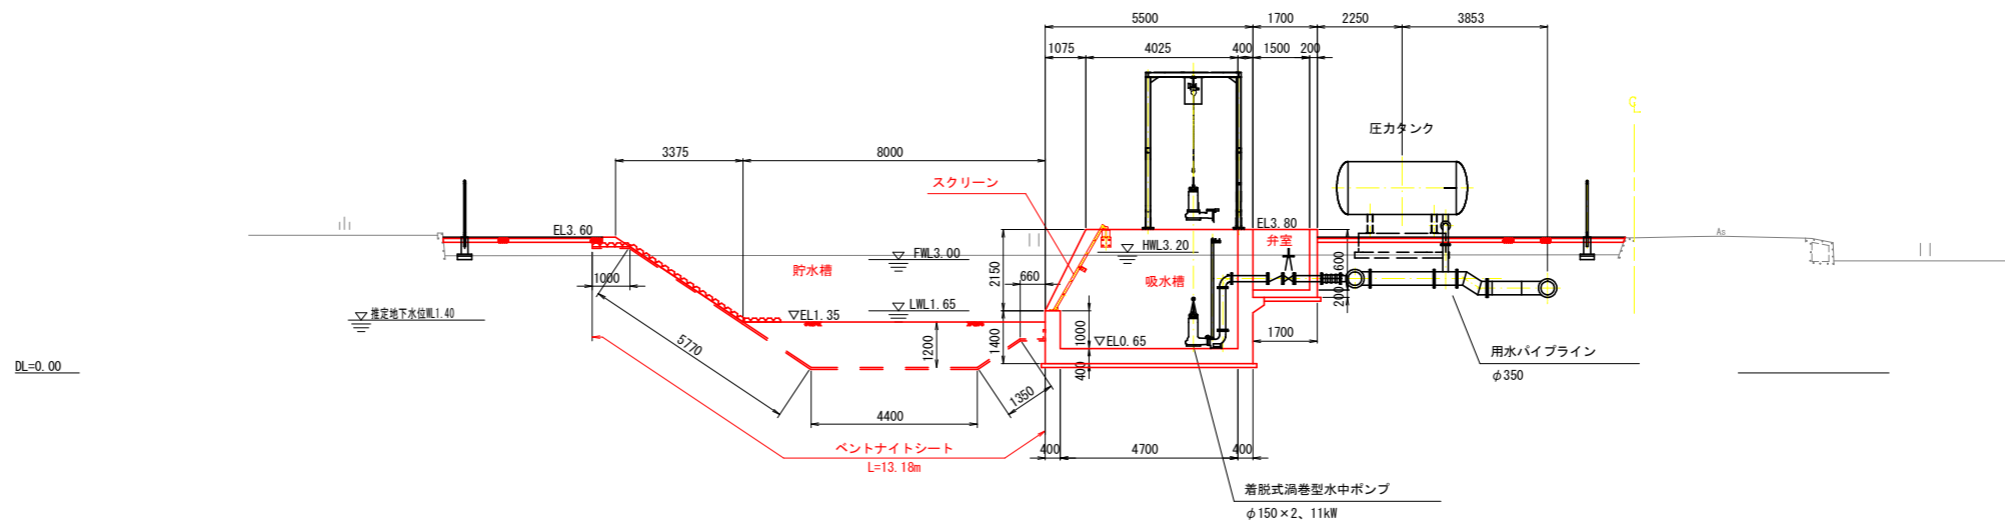 5500
1700
2250
3853
1075
4025
400
1500
200
℄
圧力タンク
3375
8000
スクリーン
EL3.60
EL3.80
FWL3.00
HWL3.20
弁室
貯水槽
吸水槽
1000
660
2150
600
200
推定地下水位WL1.40
LWL1.65
▽EL1.35
5770
1200
1400
1000
▽EL0.65
400
1700
As
DL=0.00
用水パイプライン
φ350
1350
4400
ベントナイトシート
L=13.18m
400
4700
400
着脱式渦巻型水中ポンプ
φ150×2、11kW